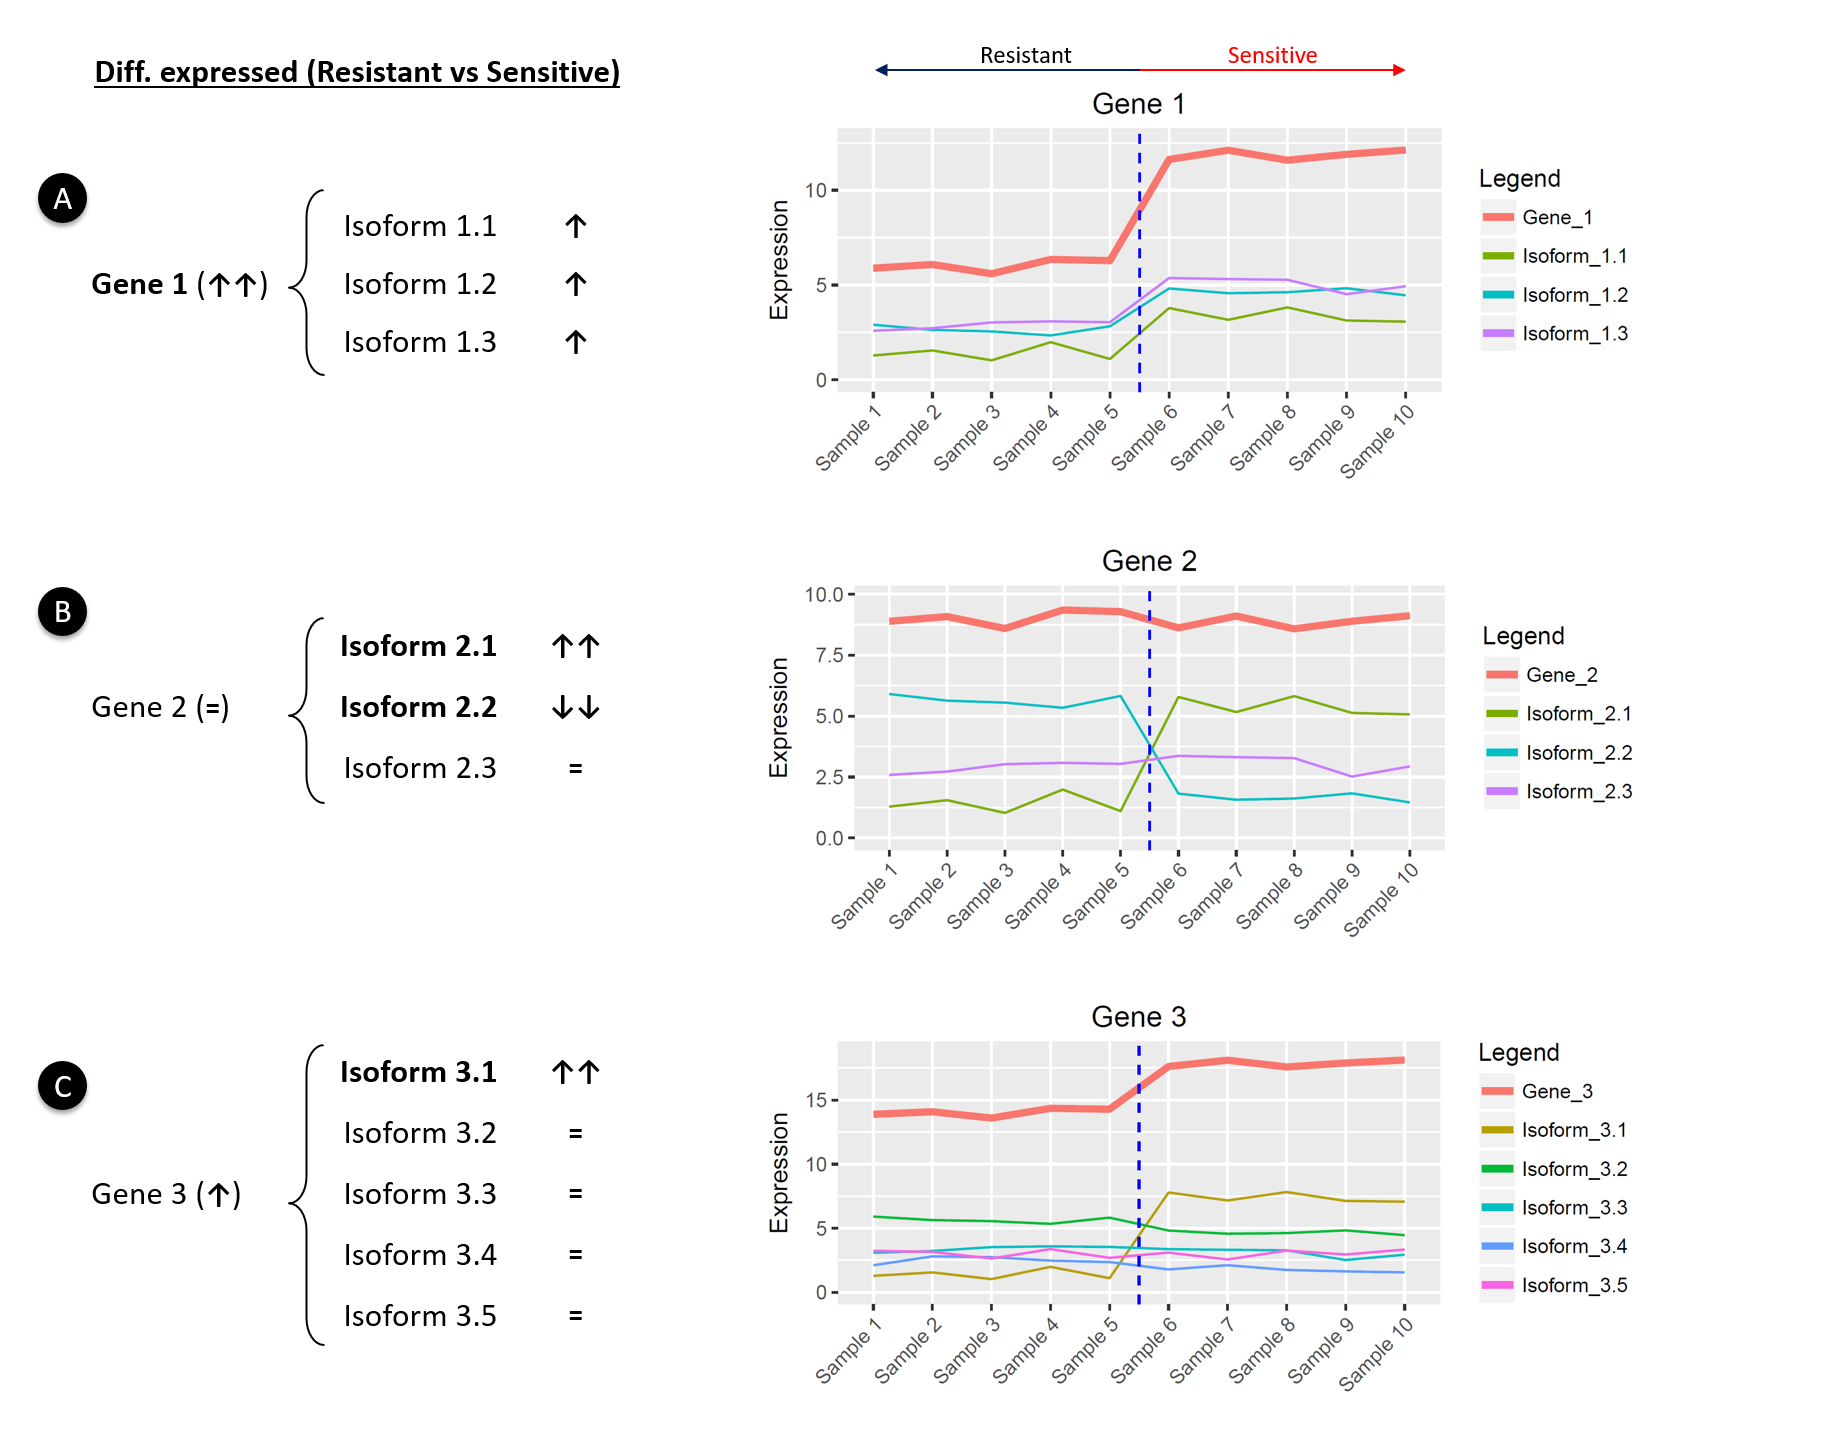 Diff. expressed (Resistant vs Sensitive)
A
Gene 1 (↑↑)
Isoform 1.1 ↑
Isoform 1.2 ↑
Isoform 1.3 ↑
Resistant Sensitive
Gene 1
Expression
10
5
0
Sample 1 Sample 2 Sample 3 Sample 4 Sample 5 Sample 6 Sample 7 Sample 8 Sample 9 Sample 10
Legend
Gene_1
Isoform_1.1
Isoform_1.2
Isoform_1.3
B
Gene 2 (=)
Isoform 2.1 ↑↑
Isoform 2.2 ↓↓
Isoform 2.3 =
Gene 2
Expression
10.0
7.5
5.0
2.5
0.0
Sample 1 Sample 2 Sample 3 Sample 4 Sample 5 Sample 6 Sample 7 Sample 8 Sample 9 Sample 10
Legend
Gene_2
Isoform_2.1
Isoform_2.2
Isoform_2.3
C
Gene 3 (↑)
Isoform 3.1 ↑↑
Isoform 3.2 =
Isoform 3.3 =
Isoform 3.4 =
Isoform 3.5 =
Gene 3
Expression
15
10
5
0
Sample 1 Sample 2 Sample 3 Sample 4 Sample 5 Sample 6 Sample 7 Sample 8 Sample 9 Sample 10
Legend
Gene_3
Isoform_3.1
Isoform_3.2
Isoform_3.3
Isoform_3.4
Isoform_3.5